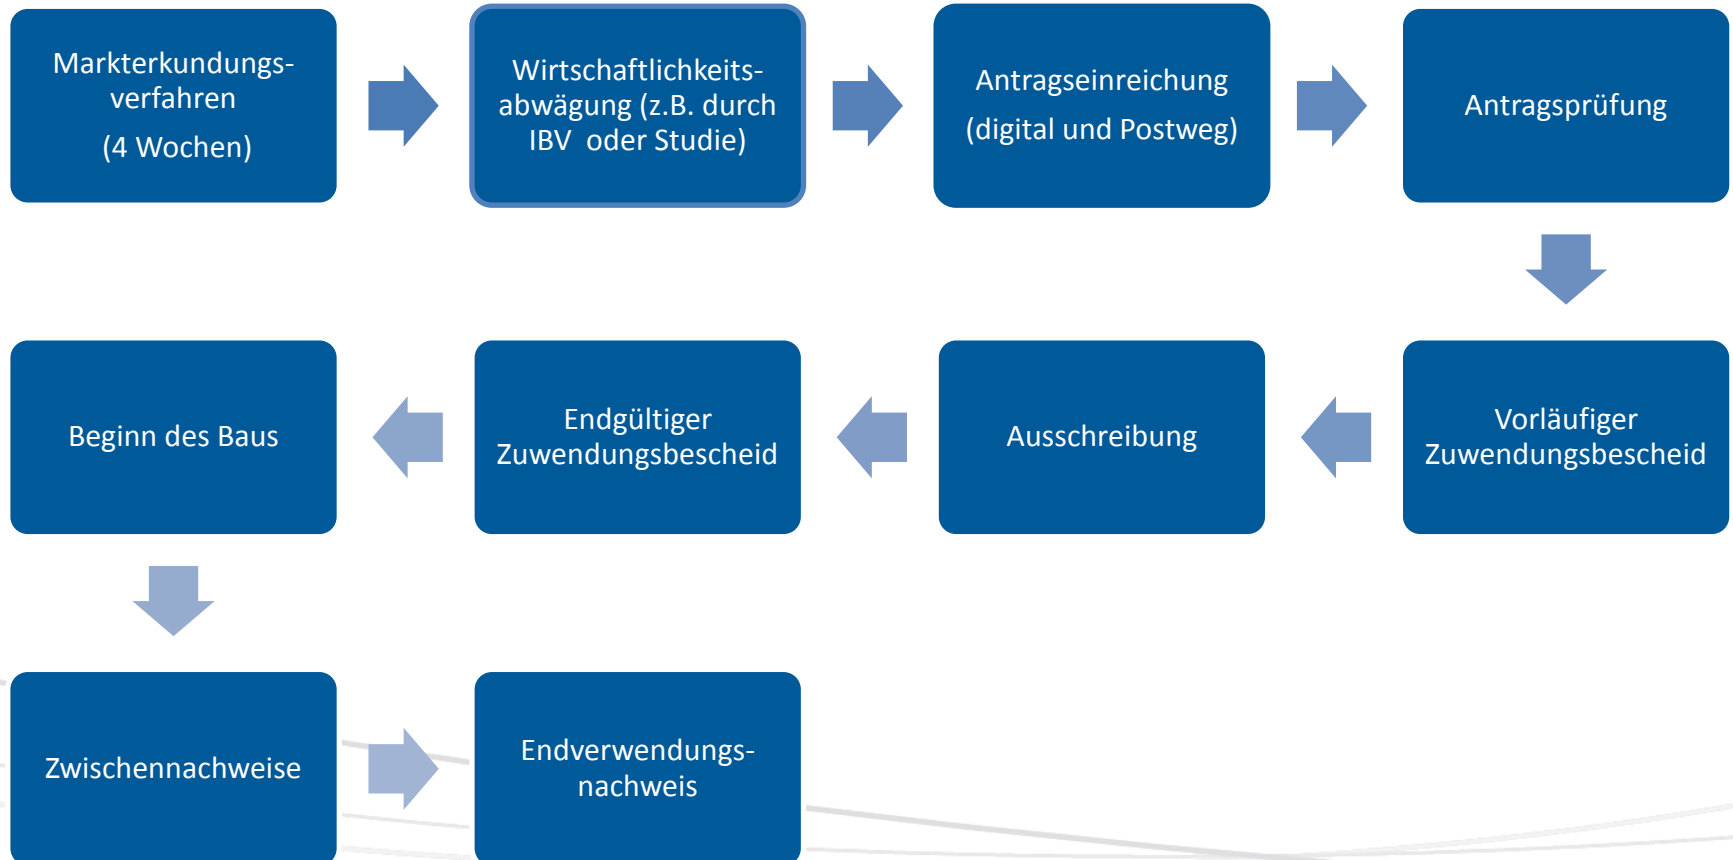 Markterkundungs-
verfahren
(4 Wochen)
Wirtschaftlichkeits-
abwägung (z.B. durch
IBV oder Studie)
Antragseinreichung
(digital und Postweg)
Antragsprüfung
Vorläufiger
Zuwendungsbescheid
Ausschreibung
Endgültiger
Zuwendungsbescheid
Beginn des Baus
Zwischennachweise
Endverwendungs-
nachweis